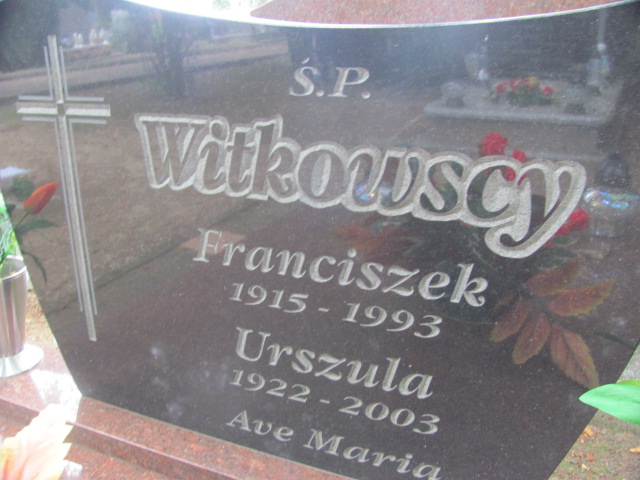 Ś.P.
Witkowscy
Franciszek
1915 - 1993
Urszula
1922 - 2003
Ave Maria